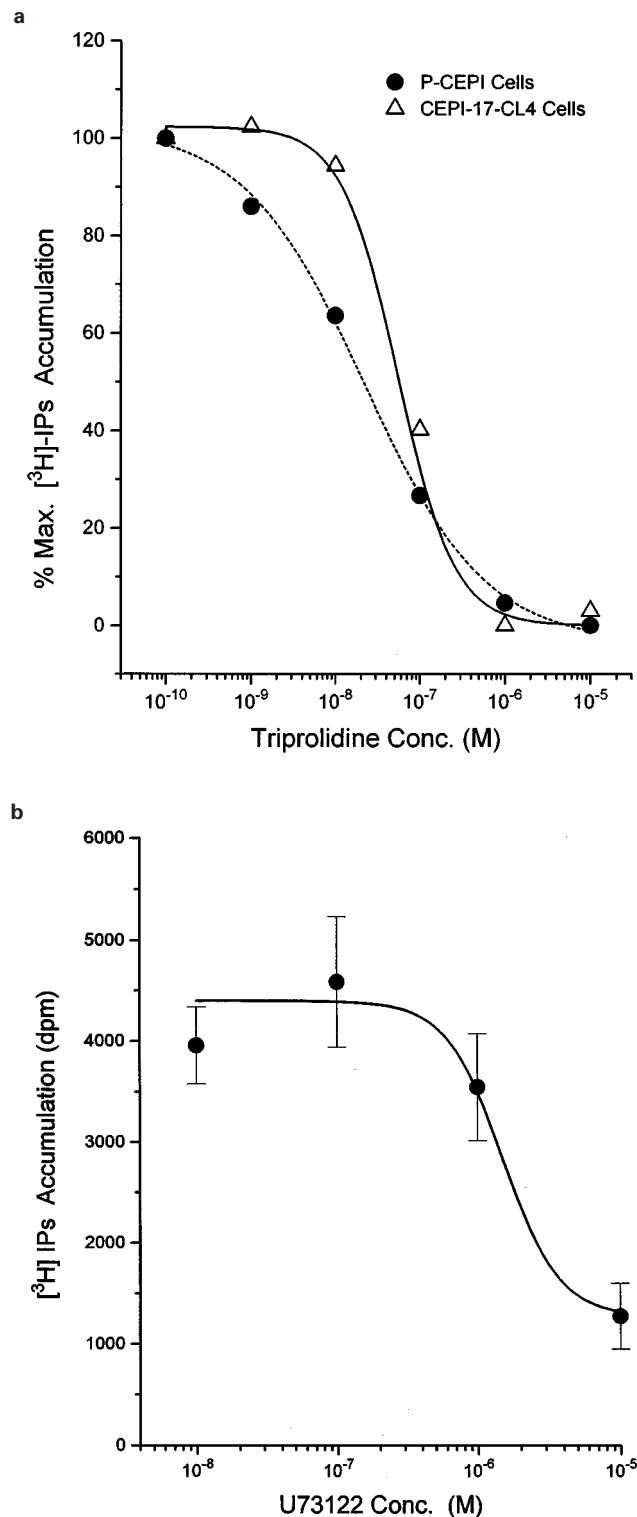 a
120
100
80
60
40
20
0
% Max. [³H]-IPs Accumulation
P-CEPI Cells
CEPI-17-CL4 Cells
10⁻¹⁰ 10⁻⁹ 10⁻⁸ 10⁻⁷ 10⁻⁶ 10⁻⁵
Triprolidine Conc. (M)
b
6000
5000
4000
3000
2000
1000
0
[³H] IPs Accumulation (dpm)
10⁻⁸ 10⁻⁷ 10⁻⁶ 10⁻⁵
U73122 Conc. (M)